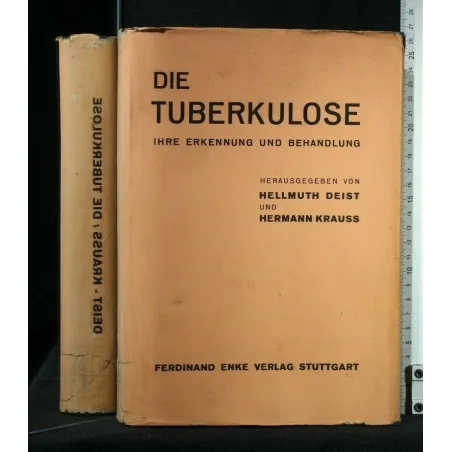 DEIST - KRAUSS / DIE TUBERKULOSE
DIE
TUBERKULOSE
IHRE ERKENNUNG UND BEHANDLUNG
HERAUSGEGEBEN VON
HELLMUTH DEIST
UND
HERMANN KRAUSS
FERDINAND ENKE VERLAG STUTTGART